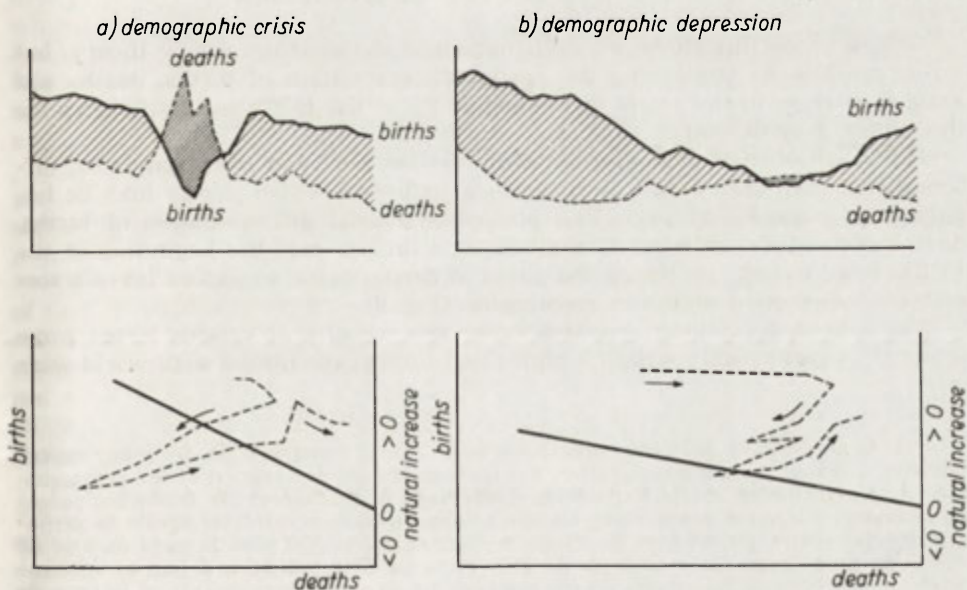 a) demographic crisis
deaths
births
births
deaths
b) demographic depression
births
deaths
births
<0 0 >0
natural increase
deaths
births
<0 0 >0
natural increase
deaths